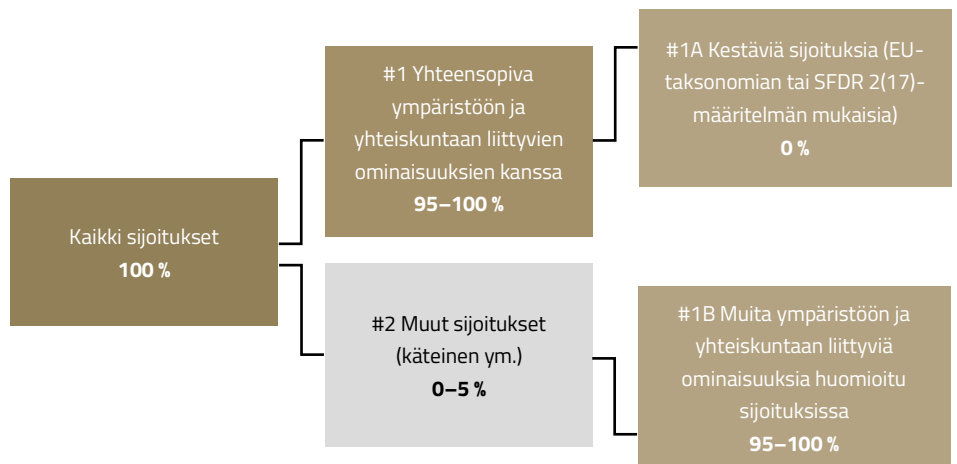 Kaikki sijoitukset
100 %
#1 Yhteensopiva
ympäristöön ja
yhteiskuntaan liittyvien
ominaisuuksien kanssa
95–100 %
#2 Muut sijoitukset
(käteinen ym.)
0–5 %
#1A Kestäviä sijoituksia (EU-
taksonomian tai SFDR 2(17)-
määritelmän mukaisia)
0 %
#1B Muita ympäristöön ja
yhteiskuntaan liittyviä
ominaisuuksia huomioitu
sijoituksissa
95–100 %